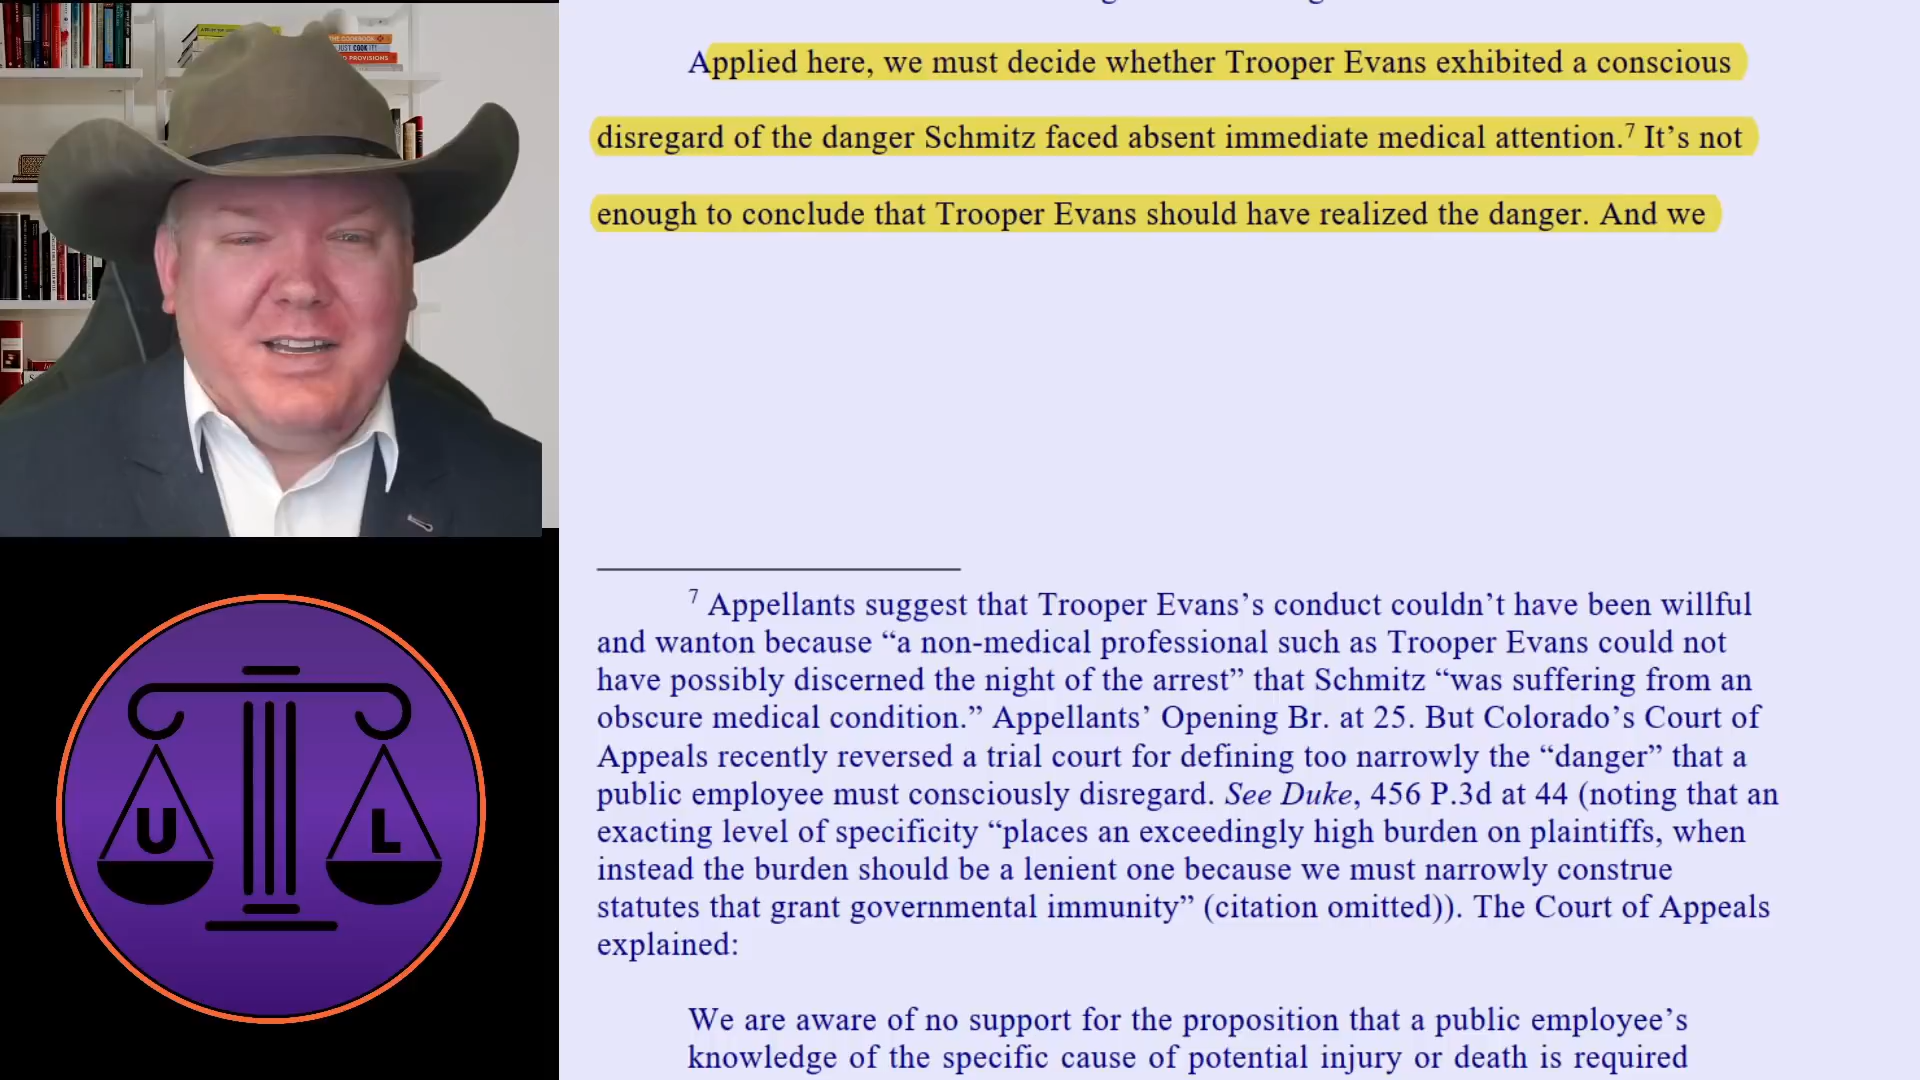 THE COOKBOOK
JUST COOK IT!
PROVISIONS
Applied here, we must decide whether Trooper Evans exhibited a conscious
disregard of the danger Schmitz faced absent immediate medical attention.⁷ It’s not
enough to conclude that Trooper Evans should have realized the danger. And we
⁷ Appellants suggest that Trooper Evans’s conduct couldn’t have been willful
and wanton because “a non-medical professional such as Trooper Evans could not
have possibly discerned the night of the arrest” that Schmitz “was suffering from an
obscure medical condition.” Appellants’ Opening Br. at 25. But Colorado’s Court of
Appeals recently reversed a trial court for defining too narrowly the “danger” that a
public employee must consciously disregard. See Duke, 456 P.3d at 44 (noting that an
exacting level of specificity “places an exceedingly high burden on plaintiffs, when
instead the burden should be a lenient one because we must narrowly construe
statutes that grant governmental immunity” (citation omitted)). The Court of Appeals
explained:
We are aware of no support for the proposition that a public employee’s
knowledge of the specific cause of potential injury or death is required
U L